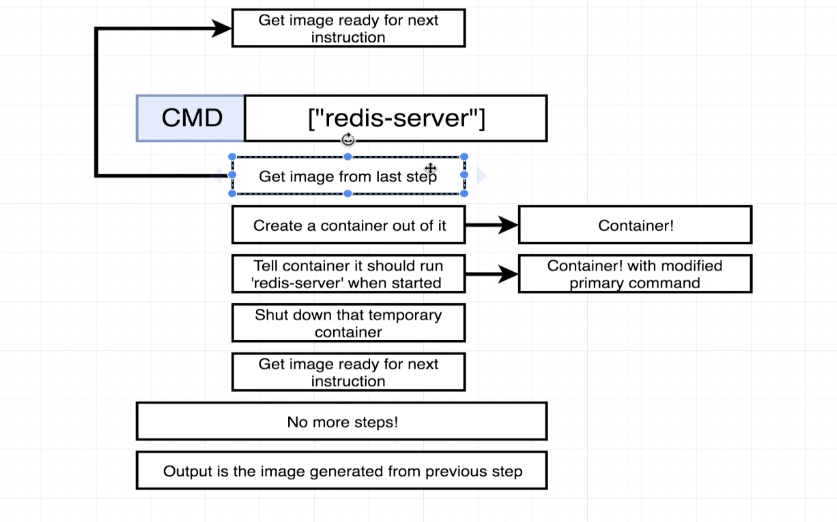 Get image ready for next
instruction
CMD
["redis-server"]
Get image from last step
Create a container out of it
Container!
Tell container it should run
'redis-server' when started
Container! with modified
primary command
Shut down that temporary
container
Get image ready for next
instruction
No more steps!
Output is the image generated from previous step